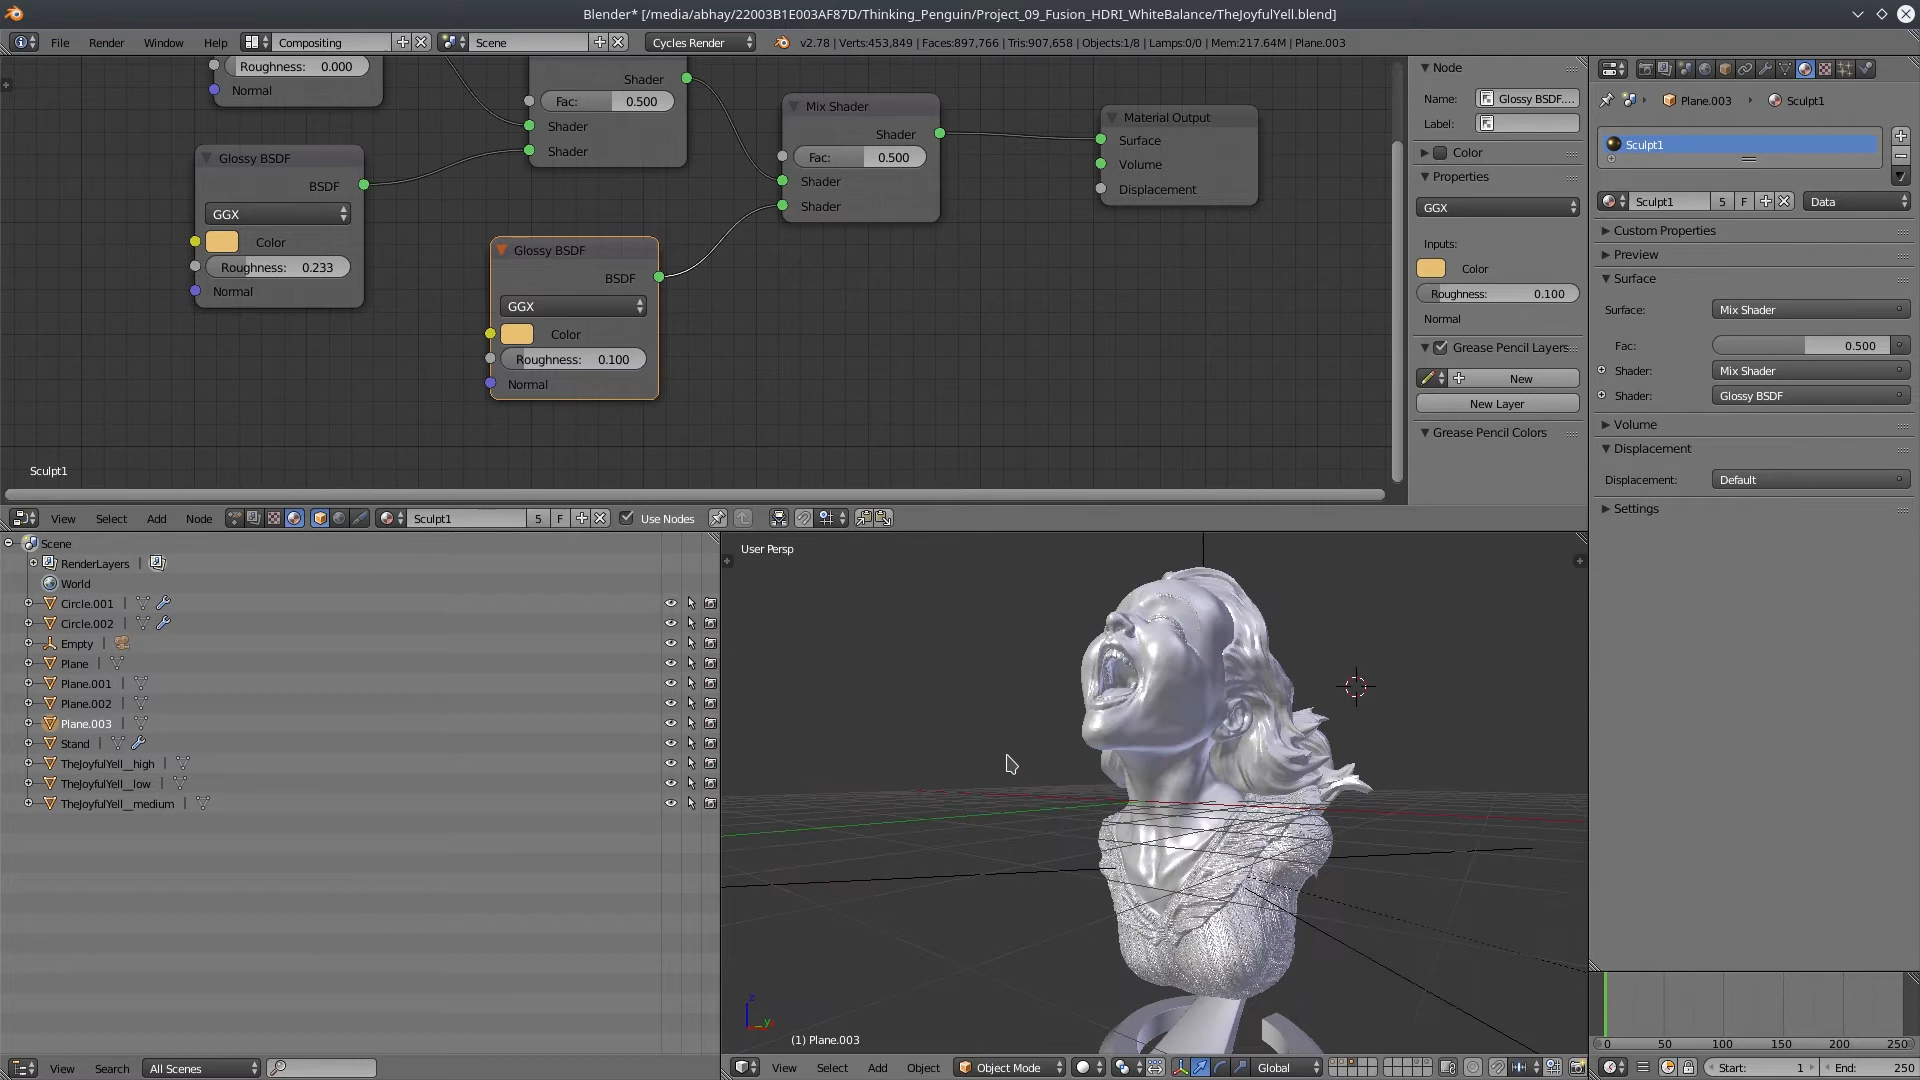 Blender* [/media/abhay/22003B1E003AF87D/Thinking_Penguin/Project_09_Fusion_HDRI_WhiteBalance/TheJoyfulYell.blend]
File Render Window Help Compositing Scene Cycles Render v2.78 | Verts:453,849 | Faces:897,766 | Tris:907,658 | Objects:1/8 | Lamps:0/0 | Mem:217.64M | Plane.003
Roughness: 0.000
Normal
Shader
Fac: 0.500
Shader
Shader
Mix Shader
Shader
Fac: 0.500
Shader
Shader
Material Output
Surface
Volume
Displacement
Glossy BSDF
BSDF
GGX
Color
Roughness: 0.233
Normal
Glossy BSDF
BSDF
GGX
Color
Roughness: 0.100
Normal
Sculpt1
Node
Name: Glossy BSDF....
Label:
Color
Properties
GGX
Inputs:
Color
Roughness: 0.100
Normal
Grease Pencil Layers
New
New Layer
Grease Pencil Colors
Plane.003 Sculpt1
Sculpt1
Sculpt1 5 F Data
Custom Properties
Preview
Surface
Surface: Mix Shader
Fac: 0.500
Shader: Mix Shader
Shader: Glossy BSDF
Volume
Displacement
Displacement: Default
Settings
View Select Add Node Sculpt1 5 F Use Nodes
Scene
RenderLayers
World
Circle.001
Circle.002
Empty
Plane
Plane.001
Plane.002
Plane.003
Stand
TheJoyfulYell__high
TheJoyfulYell__low
TheJoyfulYell__medium
User Persp
z
y
(1) Plane.003
View Search All Scenes
View Select Add Object Object Mode Global
0 50 100 150 200 250
Start: 1 End: 250